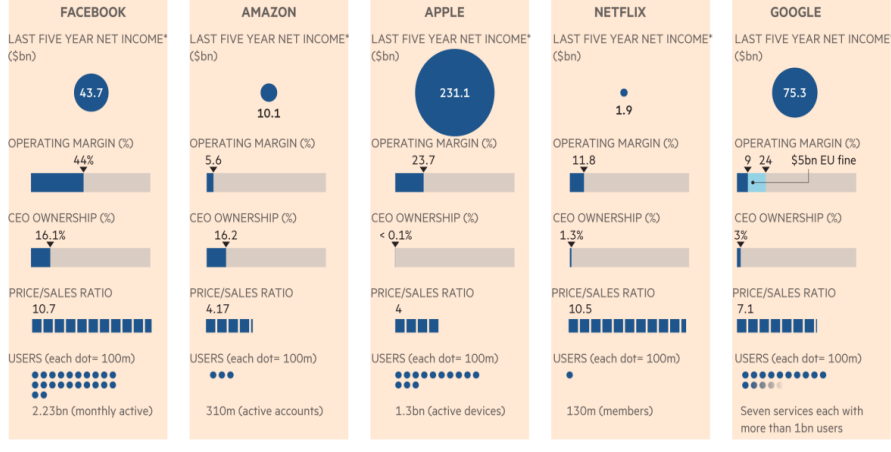 FACEBOOK
LAST FIVE YEAR NET INCOME*
($bn)
43.7
OPERATING MARGIN (%)
44%
CEO OWNERSHIP (%)
16.1%
PRICE/SALES RATIO
10.7
USERS (each dot= 100m)
2.23bn (monthly active)
AMAZON
LAST FIVE YEAR NET INCOME*
($bn)
10.1
OPERATING MARGIN (%)
5.6
CEO OWNERSHIP (%)
16.2
PRICE/SALES RATIO
4.17
USERS (each dot= 100m)
310m (active accounts)
APPLE
LAST FIVE YEAR NET INCOME*
($bn)
231.1
OPERATING MARGIN (%)
23.7
CEO OWNERSHIP (%)
< 0.1%
PRICE/SALES RATIO
4
USERS (each dot= 100m)
1.3bn (active devices)
NETFLIX
LAST FIVE YEAR NET INCOME*
($bn)
1.9
OPERATING MARGIN (%)
11.8
CEO OWNERSHIP (%)
1.3%
PRICE/SALES RATIO
10.5
USERS (each dot= 100m)
130m (members)
GOOGLE
LAST FIVE YEAR NET INCOME
($bn)
75.3
OPERATING MARGIN (%)
9 24 $5bn EU fine
CEO OWNERSHIP (%)
3%
PRICE/SALES RATIO
7.1
USERS (each dot= 100m)
Seven services each with
more than 1bn users